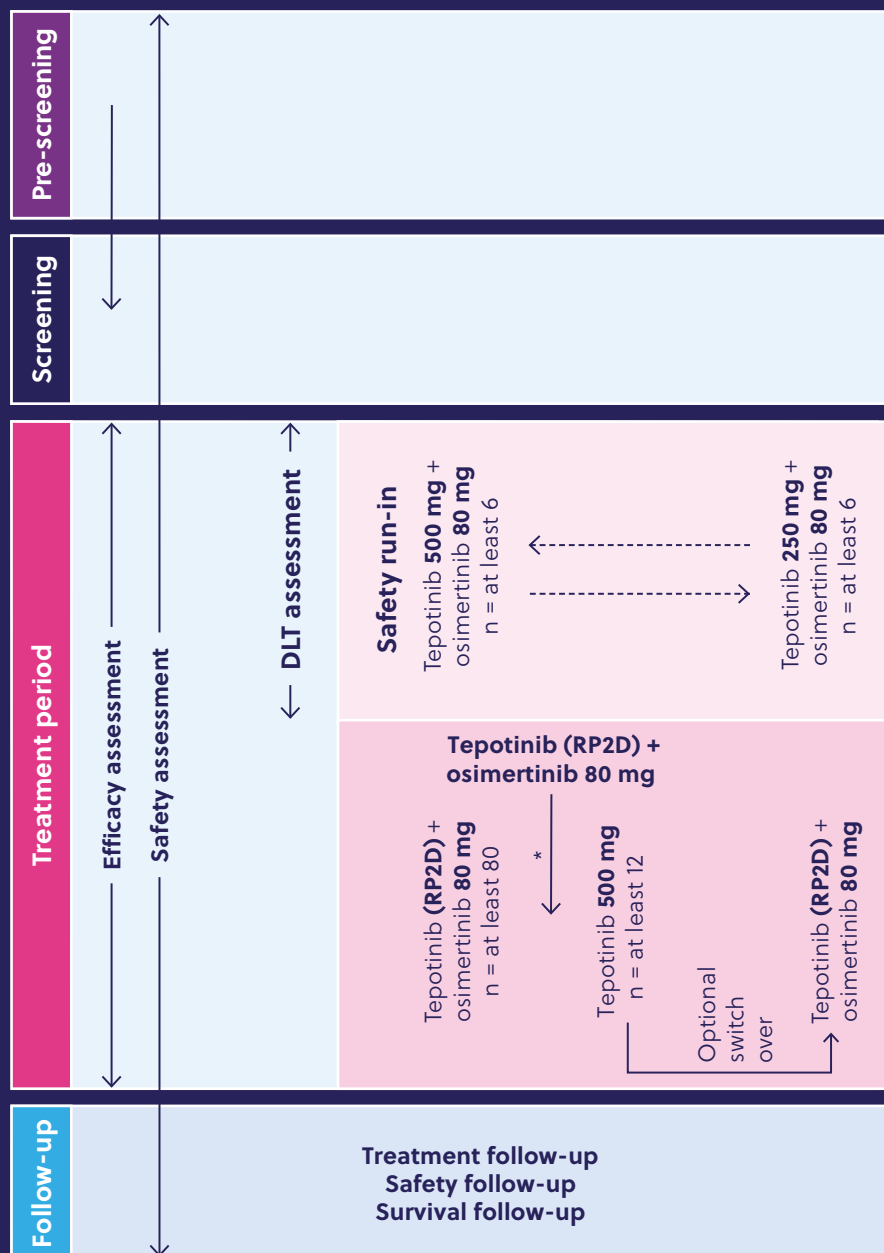 Pre-screening
Screening
Treatment period
Efficacy assessment
Safety assessment
DLT assessment
Safety run-in
Tepotinib 500 mg +
osimertinib 80 mg
n = at least 6
Tepotinib 250 mg +
osimertinib 80 mg
n = at least 6
Tepotinib (RP2D) +
osimertinib 80 mg
Tepotinib (RP2D) +
osimertinib 80 mg
n = at least 80
*
Tepotinib 500 mg
n = at least 12
Optional
switch
over
Tepotinib (RP2D) +
osimertinib 80 mg
Follow-up
Treatment follow-up
Safety follow-up
Survival follow-up